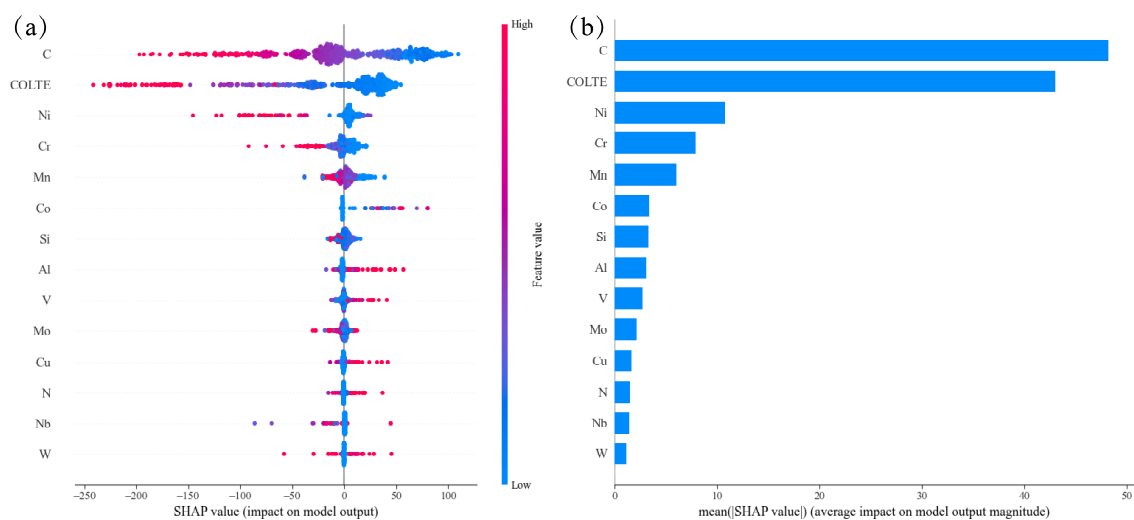 (a)
High
C
COLTE
Ni
Cr
Mn
Co
Si
Al
V
Mo
Cu
N
Nb
W
Feature value
Low
−250 −200 −150 −100 −50 0 50 100
SHAP value (impact on model output)
(b)
C
COLTE
Ni
Cr
Mn
Co
Si
Al
V
Mo
Cu
N
Nb
W
0 10 20 30 40 50
mean(|SHAP value|) (average impact on model output magnitude)